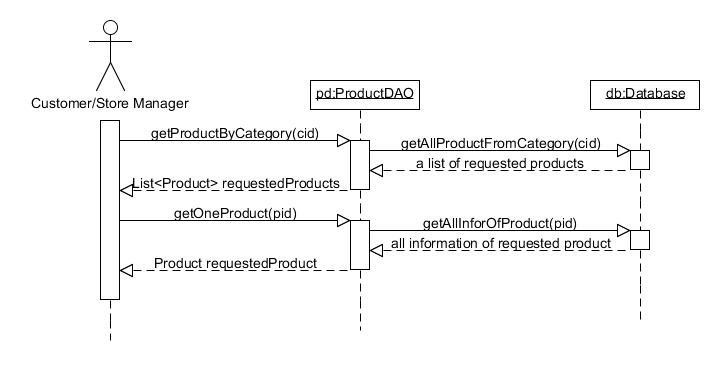 Customer/Store Manager
pd:ProductDAO
db:Database
getProductByCategory(cid)
getAllProductFromCategory(cid)
a list of requested products
List<Product> requestedProducts
getOneProduct(pid)
getAllInforOfProduct(pid)
all information of requested product
Product requestedProduct